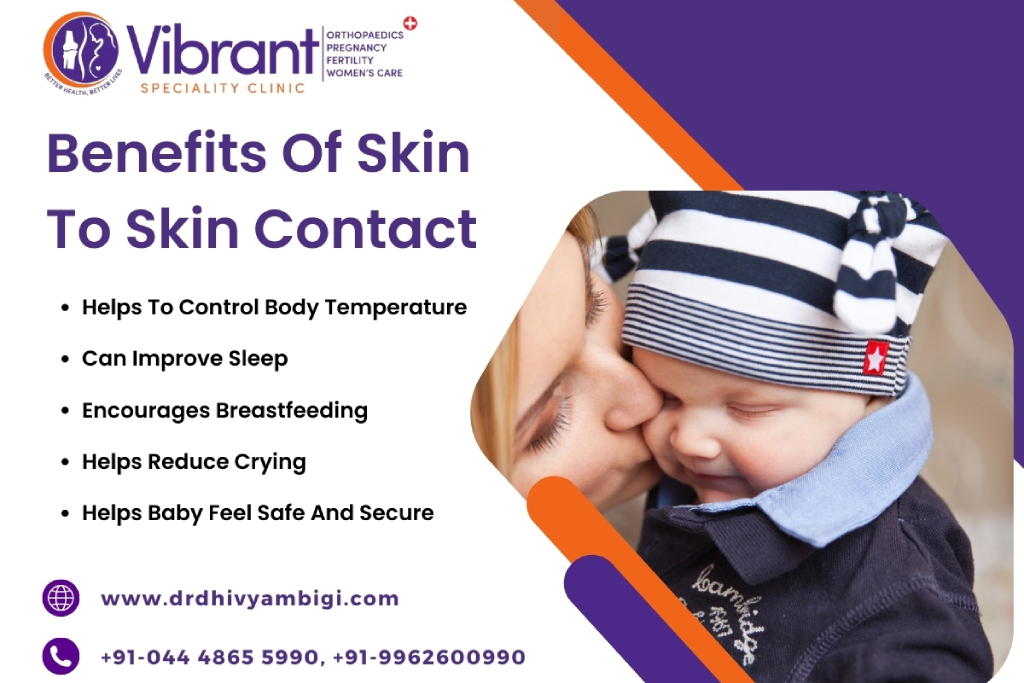 Vibrant
SPECIALITY CLINIC
ORTHOPAEDICS
PREGNANCY
FERTILITY
WOMEN'S CARE
BETTER HEALTH, BETTER LIVES
Benefits Of Skin
To Skin Contact
• Helps To Control Body Temperature
• Can Improve Sleep
• Encourages Breastfeeding
• Helps Reduce Crying
• Helps Baby Feel Safe And Secure
www.drdhivyambigi.com
+91-044 4865 5990, +91-9962600990
Cambridge
1967